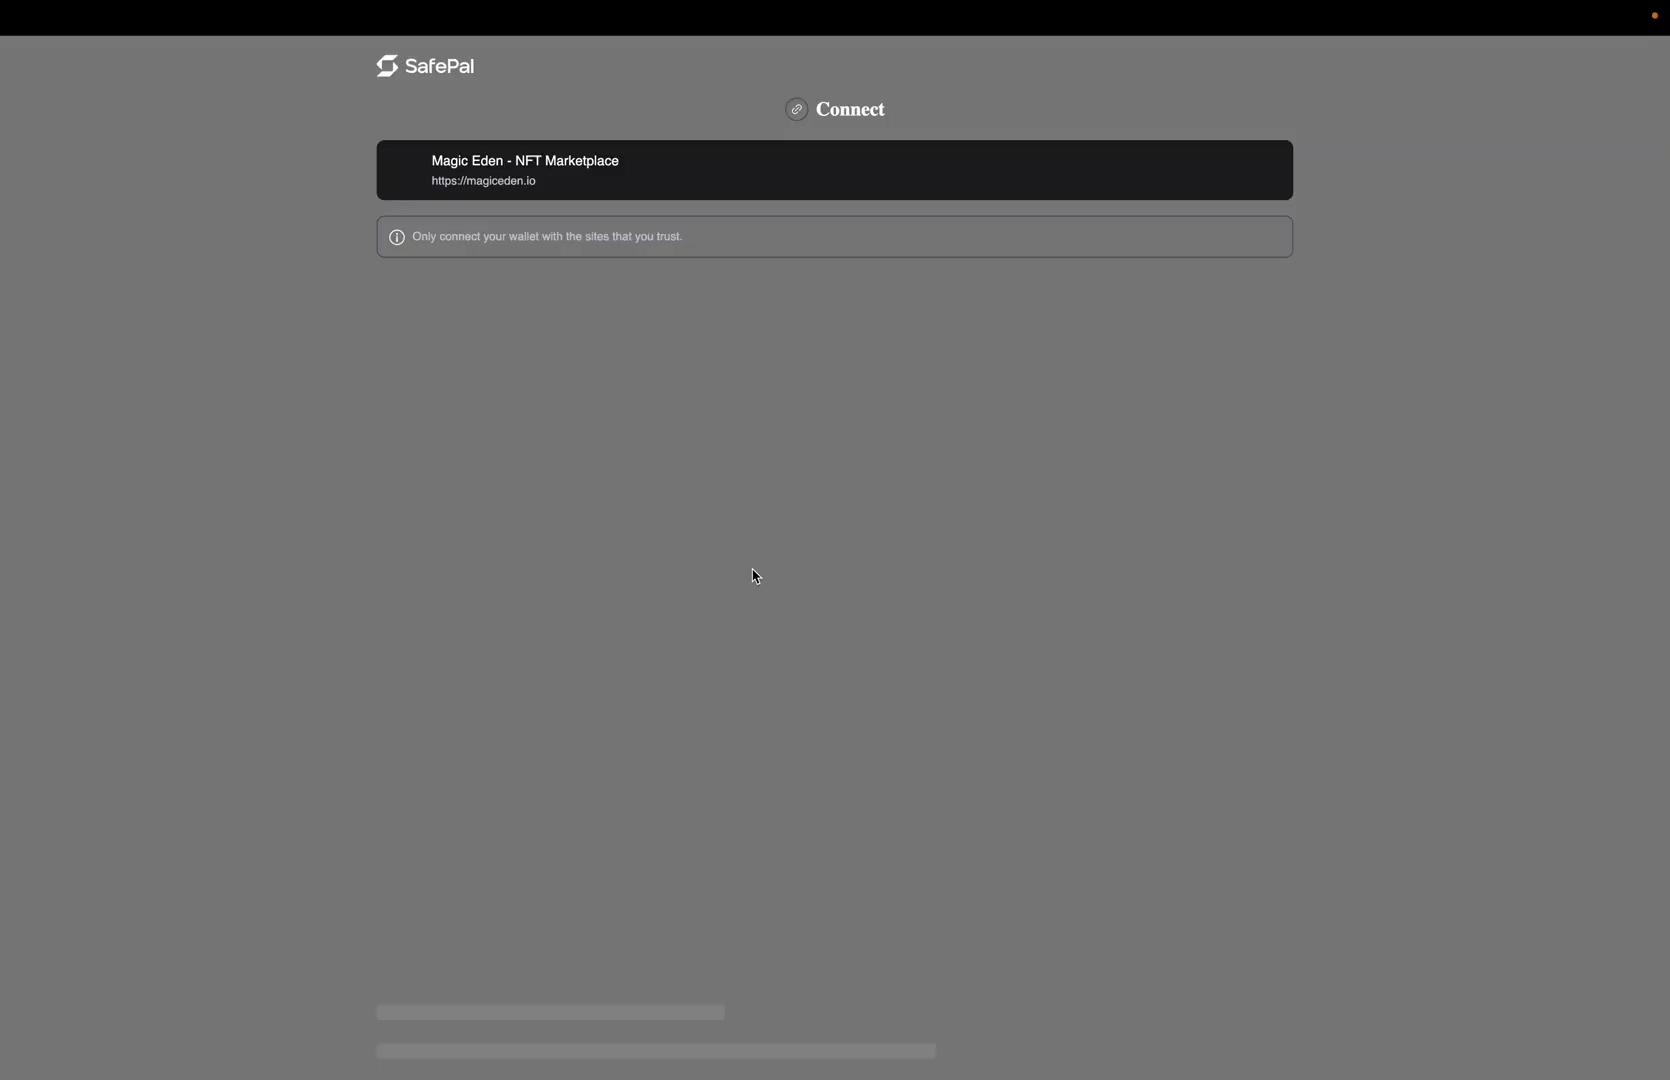 SafePal
Connect
Magic Eden - NFT Marketplace
https://magiceden.io
Only connect your wallet with the sites that you trust.